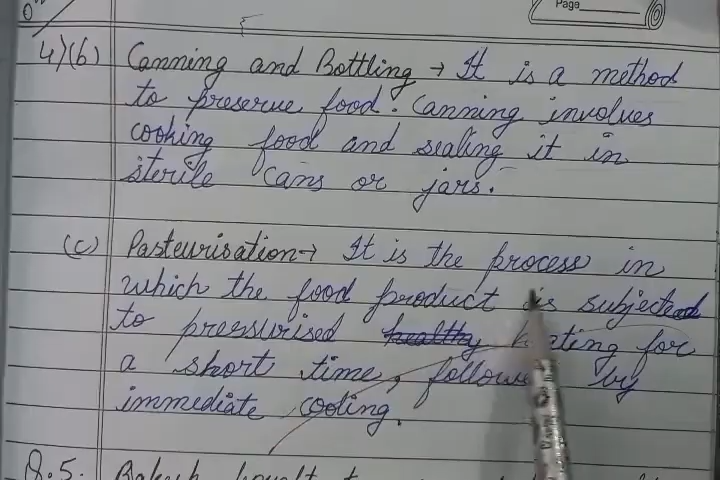 Page
4)(b) Canning and Bottling → It is a method
to preserve food. Canning involves
cooking food and sealing it in
sterile cans or jars.
(c) Pasteurisation → It is the process in
which the food product is subjected
to pressurised healthy heating for
a short time, followed by
immediate cooling.
Q.5.